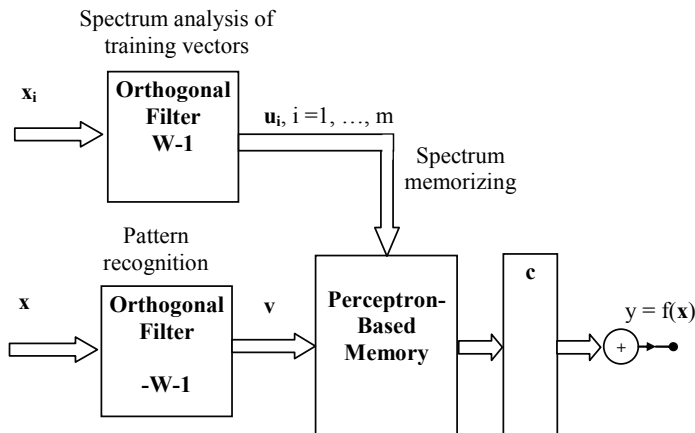 Spectrum analysis of
training vectors
xi
Orthogonal
Filter
W-1
ui, i =1, …, m
Spectrum
memorizing
Pattern
recognition
x
Orthogonal
Filter
-W-1
v
Perceptron-
Based
Memory
c
y = f(x)
+